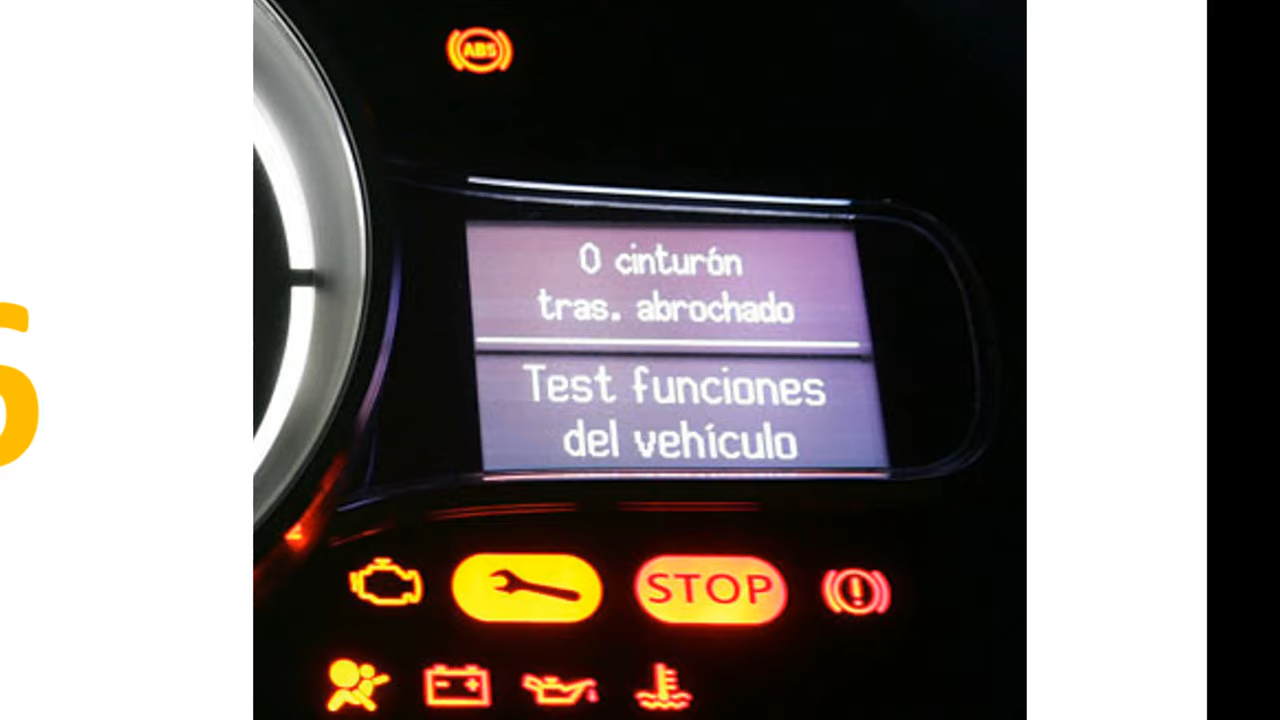 ABS
0 cinturón
tras. abrochado
Test funciones
del vehículo
STOP